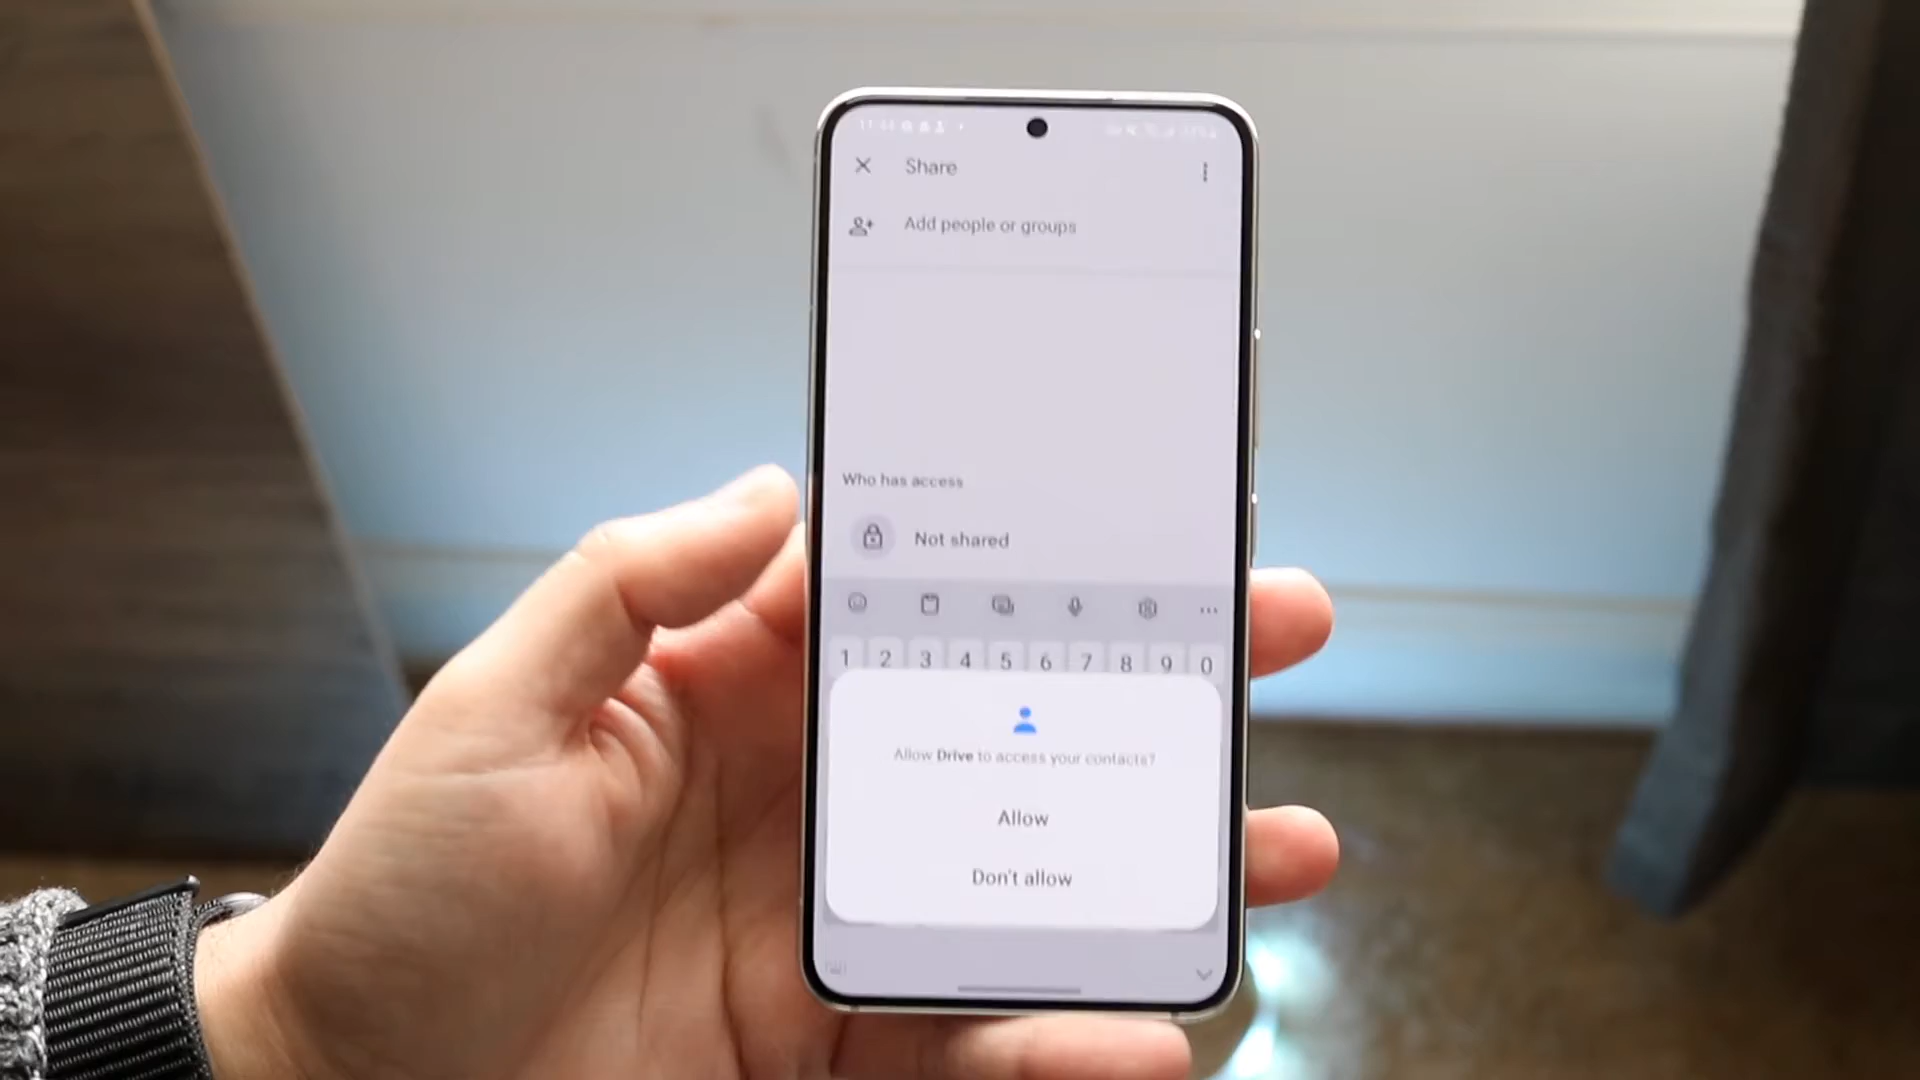 Share
Add people or groups
Who has access
Not shared
1 2 3 4 5 6 7 8 9 0
Allow Drive to access your contacts?
Allow
Don't allow